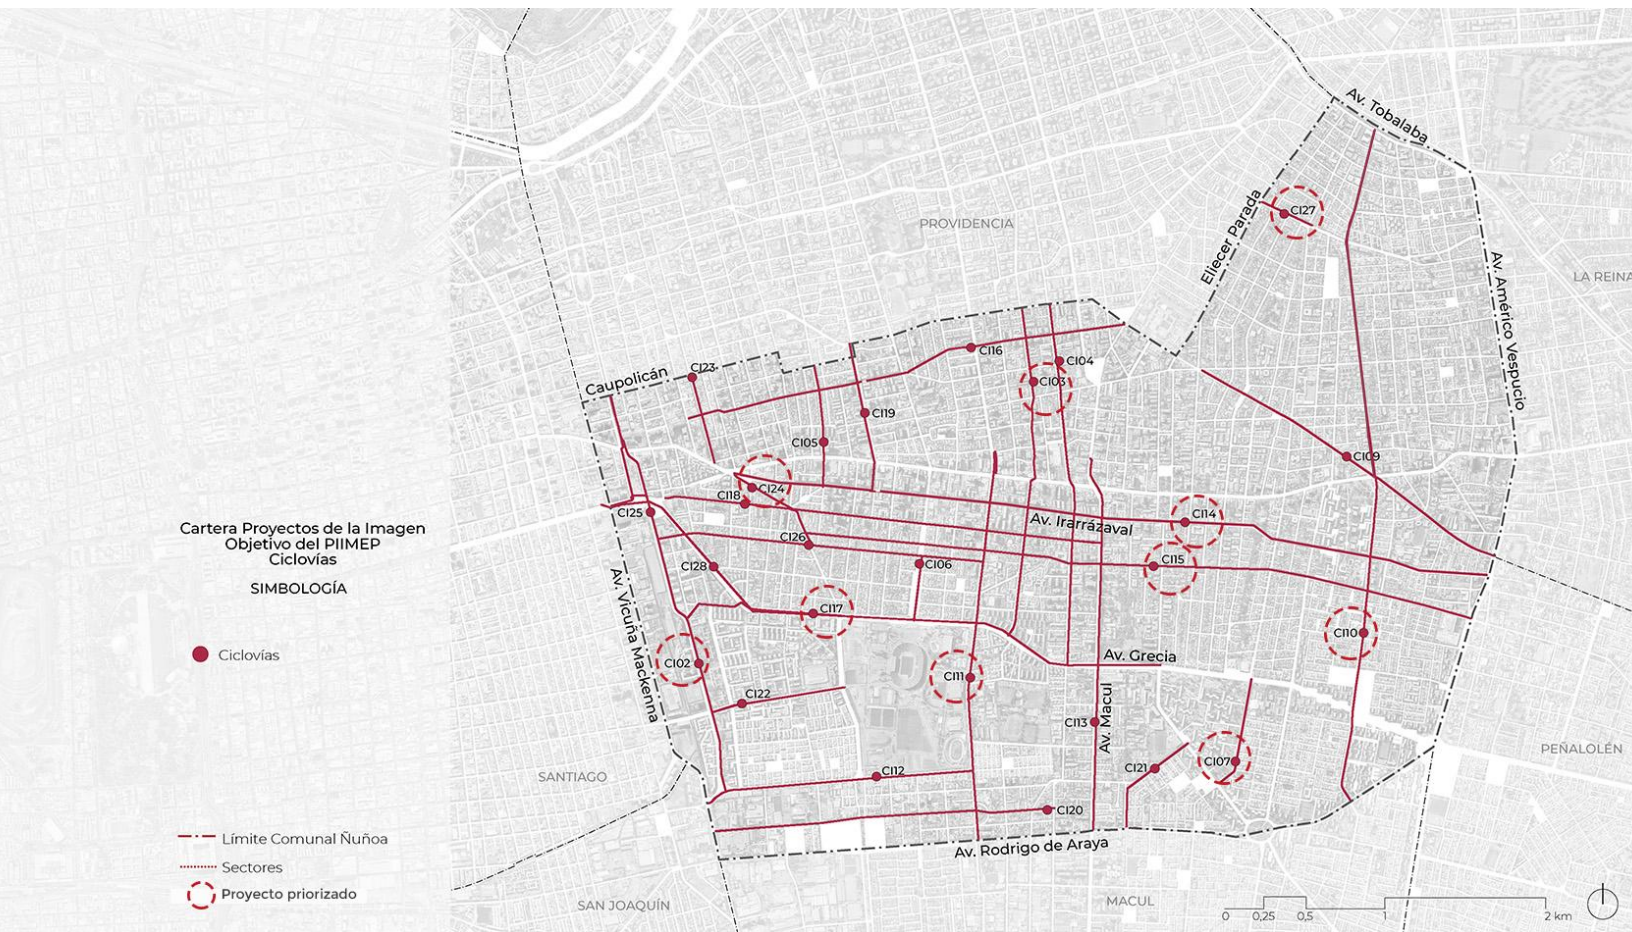 Cartera Proyectos de la Imagen
Objetivo del PIIMEP
Ciclovías
SIMBOLOGÍA
Ciclovías
Límite Comunal Ñuñoa
Sectores
Proyecto priorizado
Av. Tobalaba
Eliecer Parada
CI27
PROVIDENCIA
Av. Américo Vespucio
LA REINA
CI16
CI04
CI23
Caupolicán
CI03
CI19
CI05
CI09
CI24
CI18
CI25
CI14
Av. Irarrázaval
CI26
CI15
CI28
CI06
CI17
CI10
Av. Vicuña Mackenna
CI02
Av. Grecia
CI11
CI22
CI13
Av. Macul
PEÑALOLÉN
CI07
CI21
CI12
SANTIAGO
CI20
Av. Rodrigo de Araya
SAN JOAQUÍN
MACUL
0 0,25 0,5 1 2 km